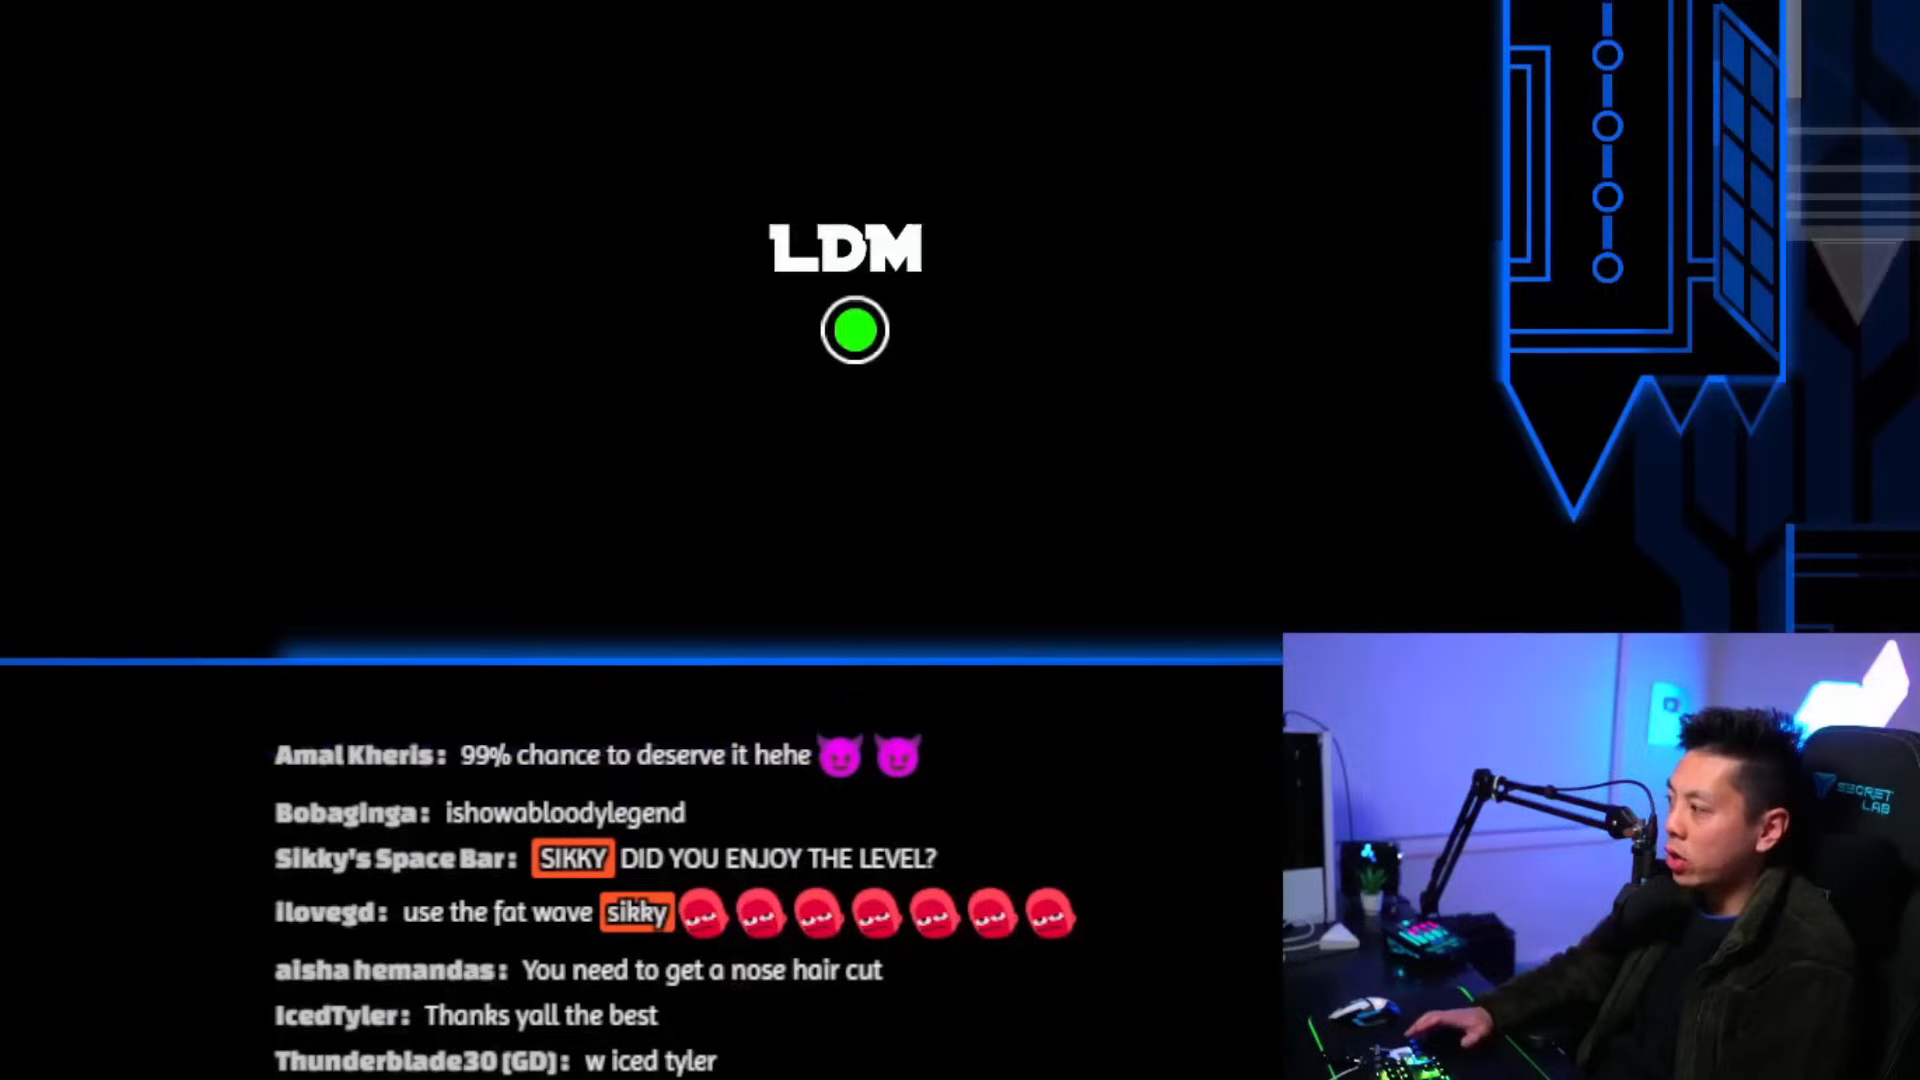 LDM
SECRET
LAB
Amal Kheris: 99% chance to deserve it hehe 😈 😈
Bobaginga: ishowabloodylegend
Sikky's Space Bar: SIKKY DID YOU ENJOY THE LEVEL?
Ilovegd: use the fat wave sikky
aisha hemandas: You need to get a nose hair cut
IcedTyler: Thanks yall the best
Thunderblade30 [GD]: w iced tyler